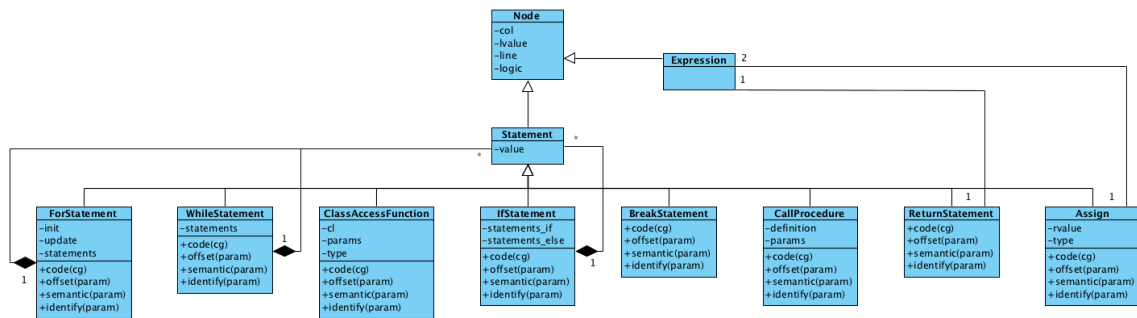 Node
-col
-lvalue
-line
-logic
Expression
2
1
Statement
-value
*
*
ForStatement
-init
-update
-statements
+code(cg)
+offset(param)
+semantic(param)
+identify(param)
1
WhileStatement
-statements
+code(cg)
+offset(param)
+semantic(param)
+identify(param)
1
ClassAccessFunction
-cl
-params
-type
+code(cg)
+offset(param)
+semantic(param)
+identify(param)
IfStatement
-statements_if
-statements_else
+code(cg)
+offset(param)
+semantic(param)
+identify(param)
1
BreakStatement
+code(cg)
+offset(param)
+semantic(param)
+identify(param)
CallProcedure
-definition
-params
+code(cg)
+offset(param)
+semantic(param)
+identify(param)
1
ReturnStatement
+code(cg)
+offset(param)
+semantic(param)
+identify(param)
1
Assign
-rvalue
-type
+code(cg)
+offset(param)
+semantic(param)
+identify(param)